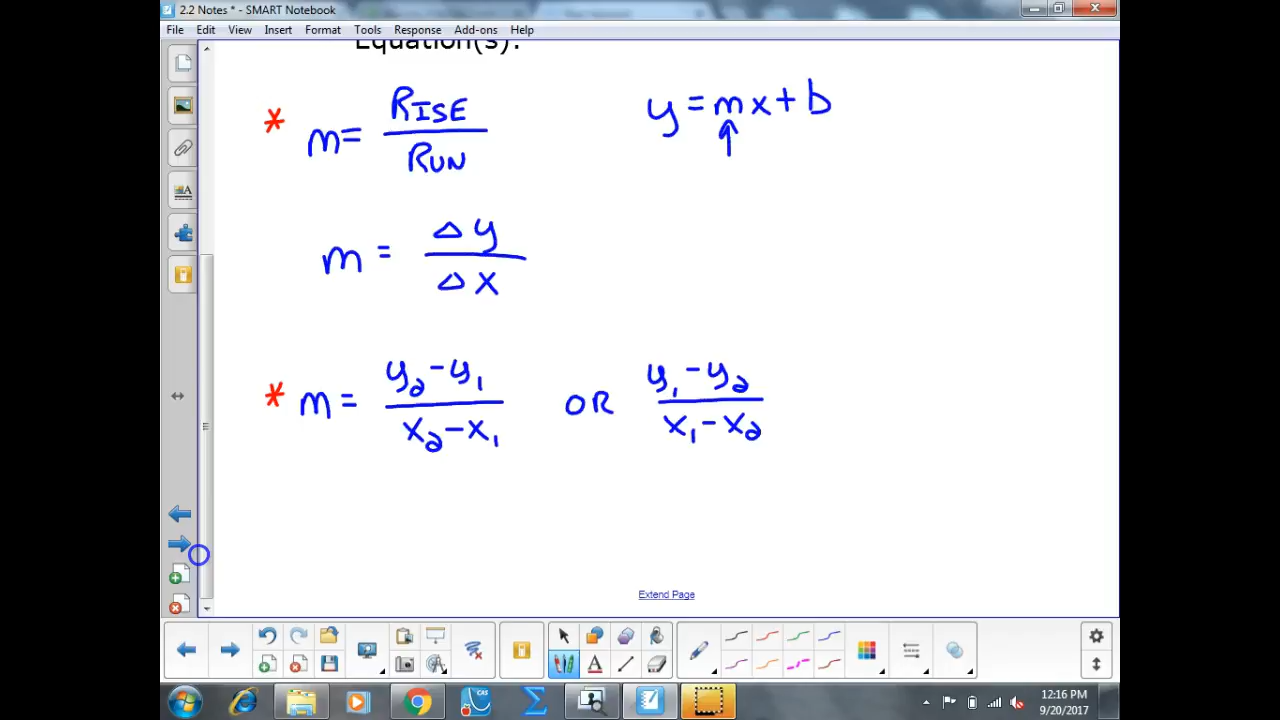 2.2 Notes * - SMART Notebook
File Edit View Insert Format Tools Response Add-ons Help
Equation(s):
* m= RISE
RUN
y = mx + b
↑
m = Δy
Δx
* m = y₂ - y₁
x₂ - x₁
OR
y₁ - y₂
x₁ - x₂
Extend Page
A
CAS
Σ
12:16 PM
9/20/2017